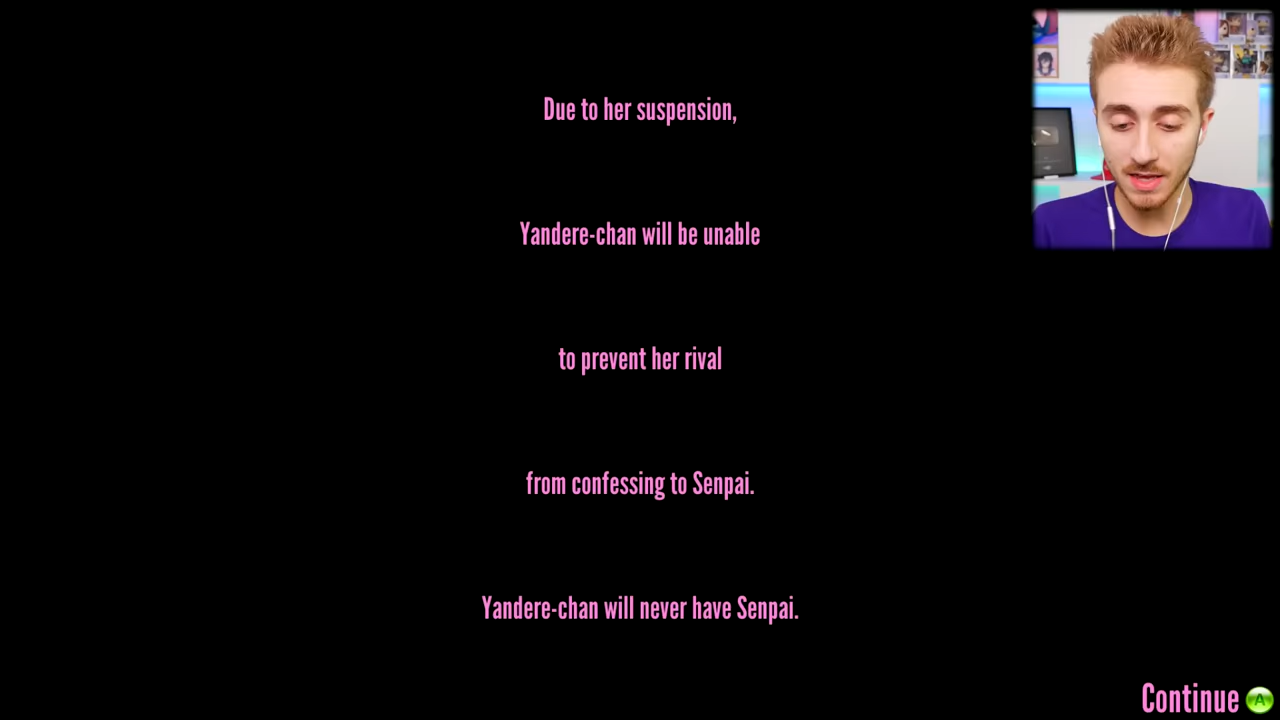 Due to her suspension,
Yandere-chan will be unable
to prevent her rival
from confessing to Senpai.
Yandere-chan will never have Senpai.
Continue A